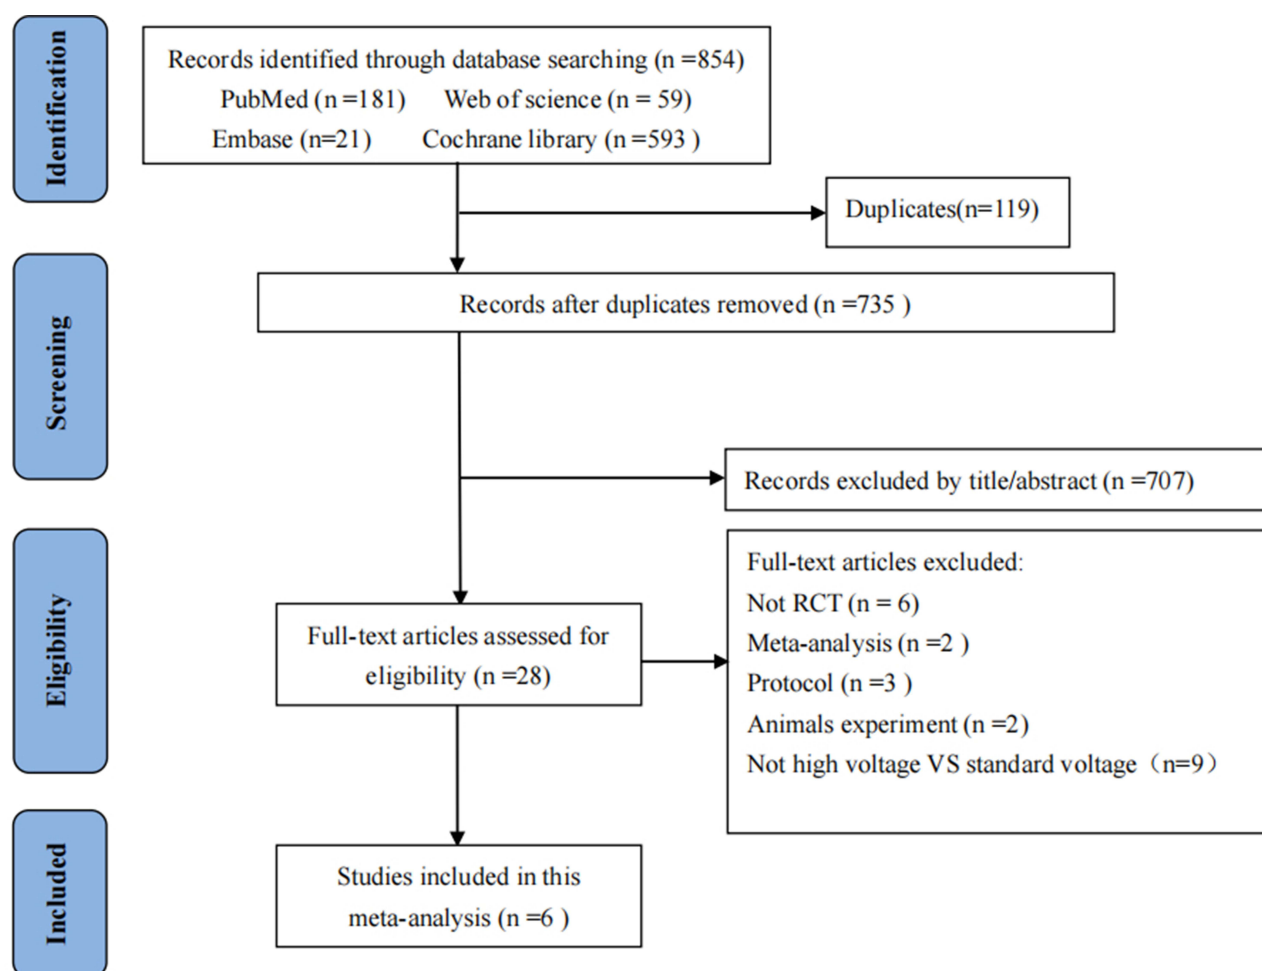 Identification
Records identified through database searching (n =854)
PubMed (n =181) Web of science (n = 59)
Embase (n=21) Cochrane library (n =593 )
Duplicates(n=119)
Screening
Records after duplicates removed (n =735 )
Records excluded by title/abstract (n =707)
Eligibility
Full-text articles assessed for
eligibility (n =28)
Full-text articles excluded:
Not RCT (n = 6)
Meta-analysis (n =2 )
Protocol (n =3 )
Animals experiment (n =2)
Not high voltage VS standard voltage（n=9）
Included
Studies included in this
meta-analysis (n =6 )